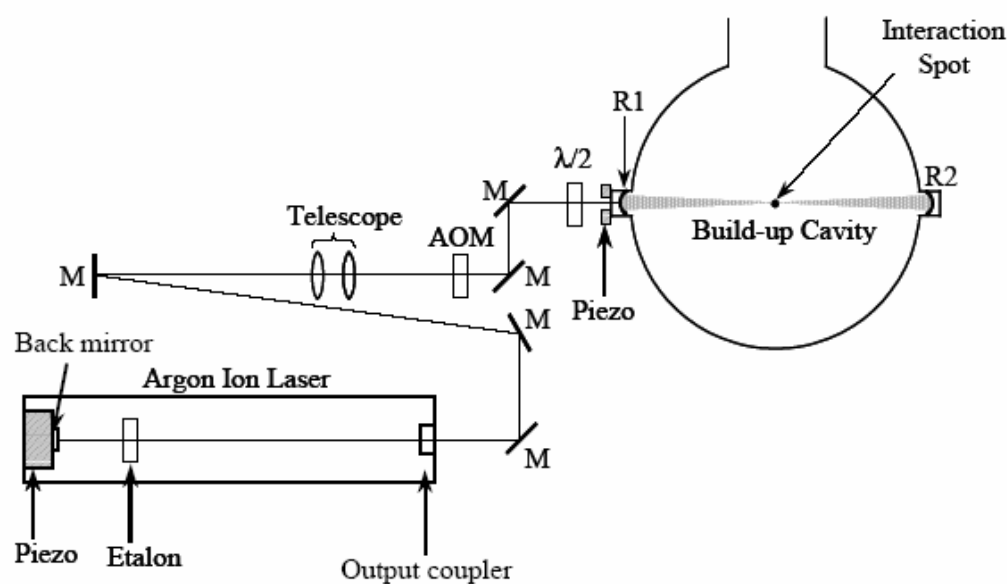 Interaction
Spot
R1
λ/2
R2
M
Telescope
AOM
Build-up Cavity
M
M
Piezo
M
Back mirror
Argon Ion Laser
M
Piezo
Etalon
Output coupler